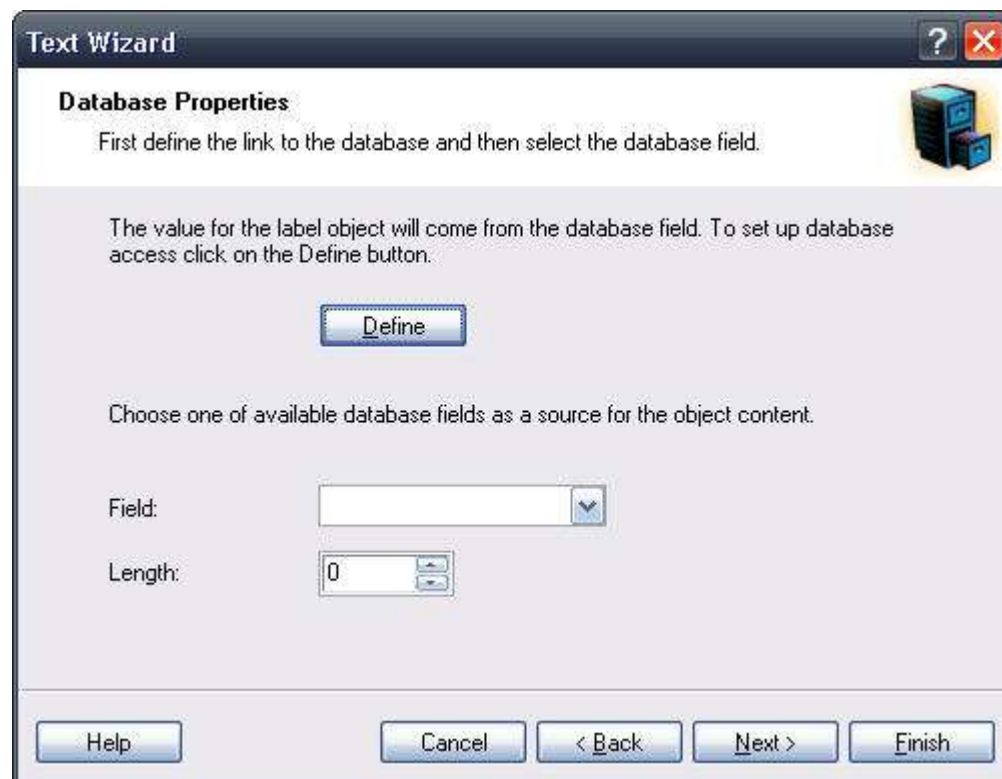 Text Wizard
?
Database Properties
First define the link to the database and then select the database field.
The value for the label object will come from the database field. To set up database
access click on the Define button.
Define
Choose one of available database fields as a source for the object content.
Field:
Length:
0
Help
Cancel
< Back
Next >
Finish